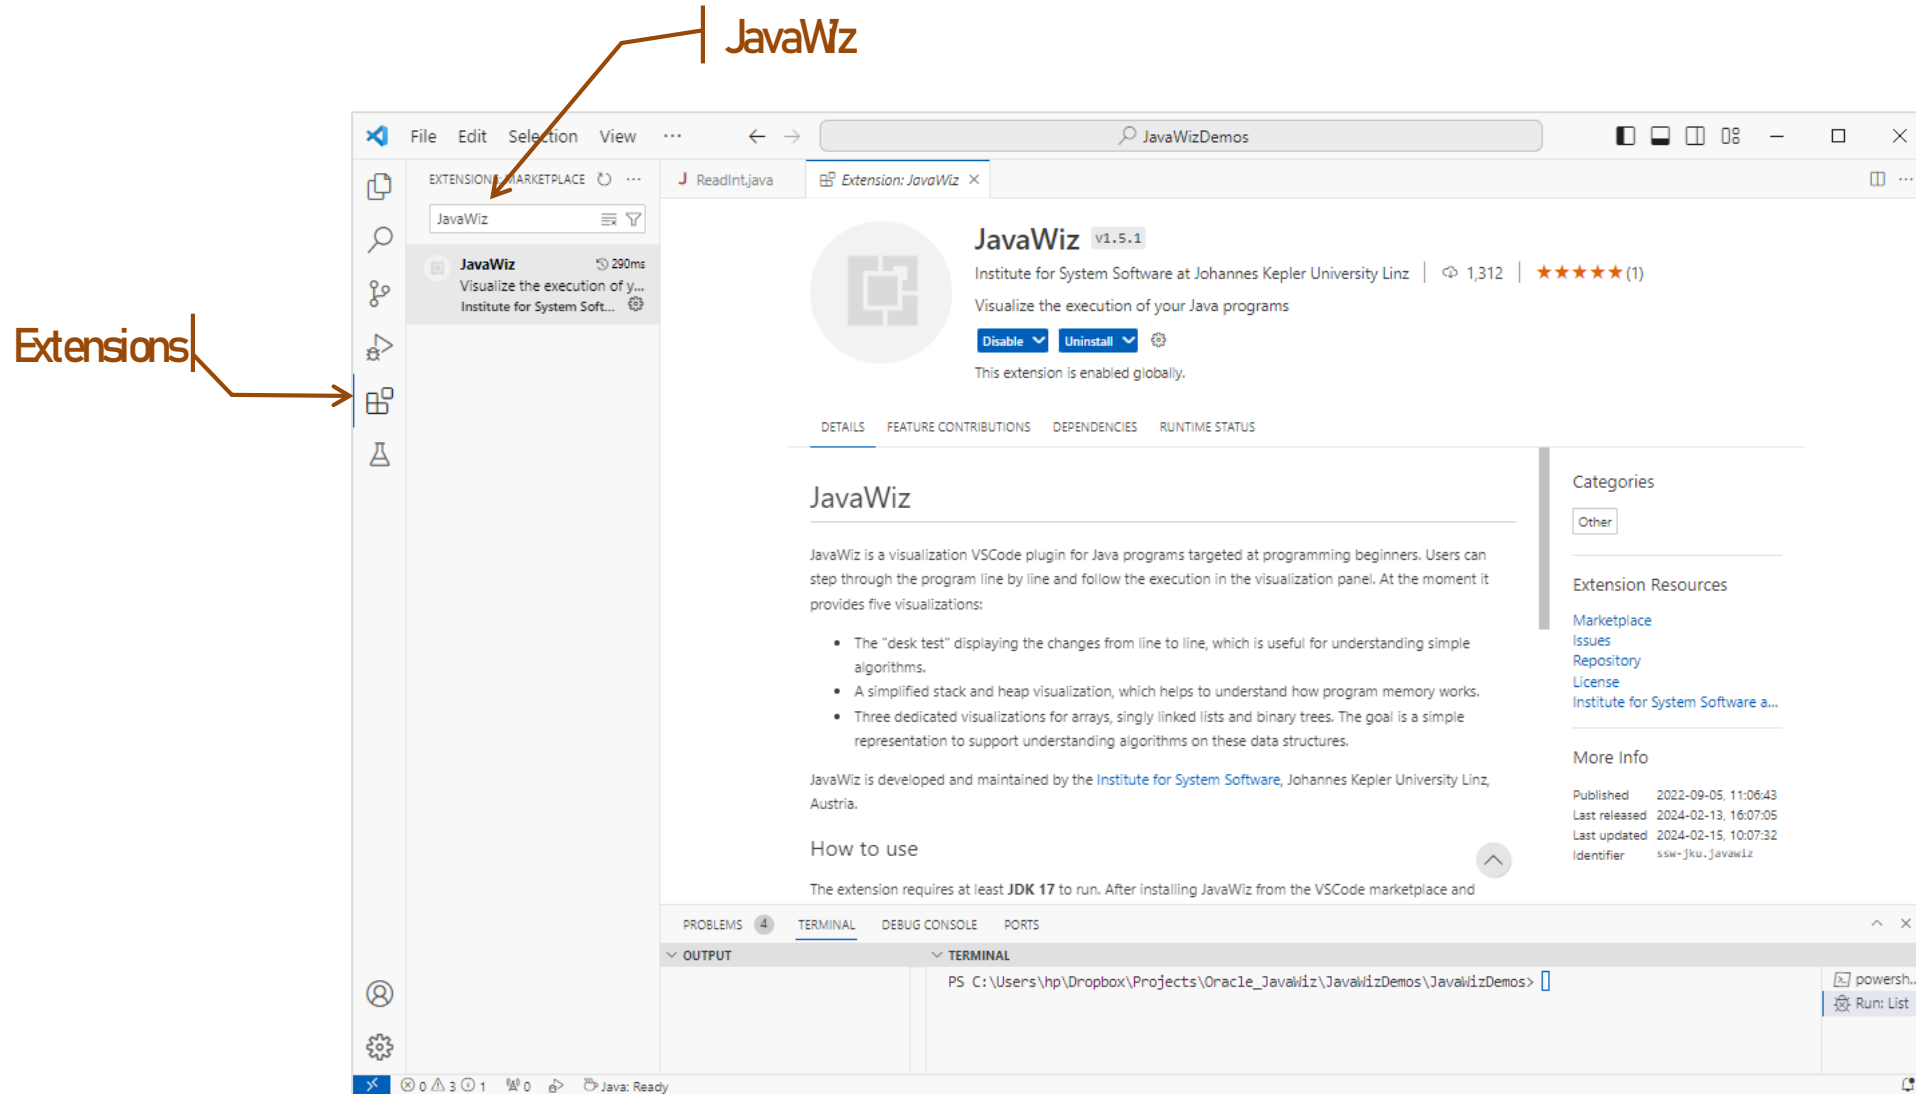 JavaWiz
Extensions
File Edit Selection View ···
JavaWizDemos
EXTENSIONS: MARKETPLACE
JavaWiz
JavaWiz 290ms
Visualize the execution of y...
Institute for System Soft...
J ReadInt.java
Extension: JavaWiz
JavaWiz v1.5.1
Institute for System Software at Johannes Kepler University Linz 1,312 ★★★★★(1)
Visualize the execution of your Java programs
Disable Uninstall
This extension is enabled globally.
DETAILS FEATURE CONTRIBUTIONS DEPENDENCIES RUNTIME STATUS
JavaWiz
JavaWiz is a visualization VSCode plugin for Java programs targeted at programming beginners. Users can
step through the program line by line and follow the execution in the visualization panel. At the moment it
provides five visualizations:
• The "desk test" displaying the changes from line to line, which is useful for understanding simple
algorithms.
• A simplified stack and heap visualization, which helps to understand how program memory works.
• Three dedicated visualizations for arrays, singly linked lists and binary trees. The goal is a simple
representation to support understanding algorithms on these data structures.
JavaWiz is developed and maintained by the Institute for System Software, Johannes Kepler University Linz,
Austria.
How to use
The extension requires at least JDK 17 to run. After installing JavaWiz from the VSCode marketplace and
Categories
Other
Extension Resources
Marketplace
Issues
Repository
License
Institute for System Software a...
More Info
Published 2022-09-05, 11:06:43
Last released 2024-02-13, 16:07:05
Last updated 2024-02-15, 10:07:32
Identifier ssw-jku.javawiz
PROBLEMS 4 TERMINAL DEBUG CONSOLE PORTS
OUTPUT
TERMINAL
PS C:\Users\hp\Dropbox\Projects\Oracle_JavaWiz\JavaWizDemos\JavaWizDemos>
powersh...
Run: List
0 3 1 0 Java: Ready